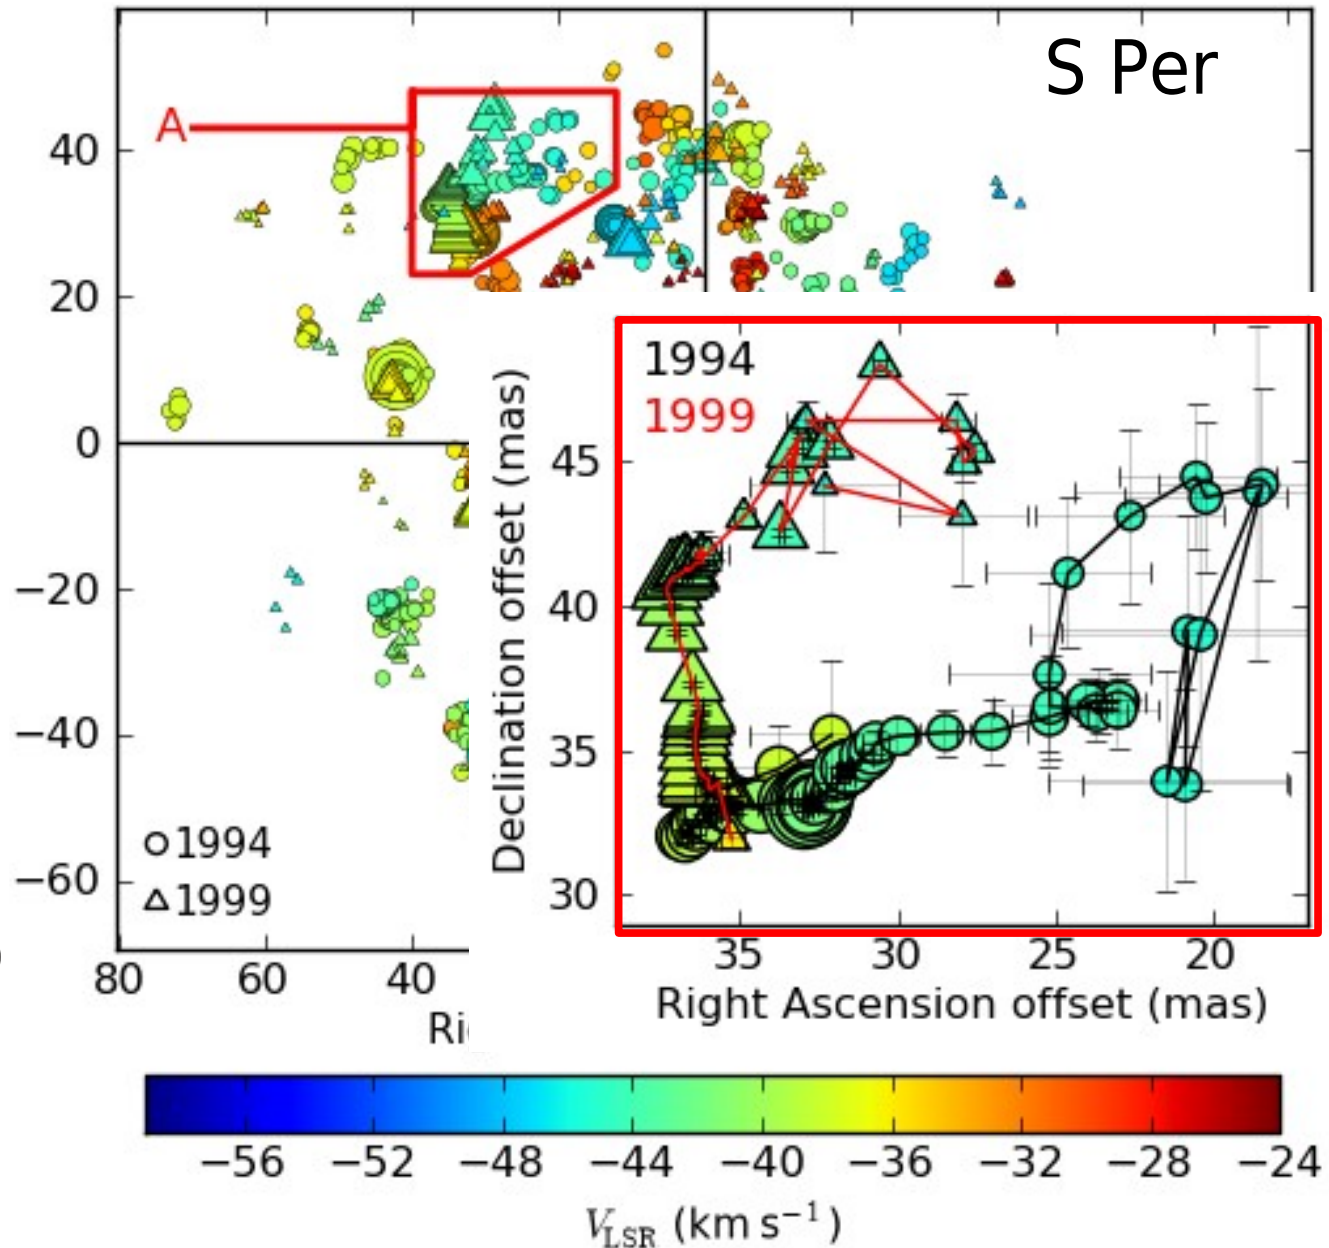 S Per
A
40
20
0
−20
−40
−60
1994
1999
80 60 40
Ri
1994
1999
Declination offset (mas)
45
40
35
30
35 30 25 20
Right Ascension offset (mas)
−56 −52 −48 −44 −40 −36 −32 −28 −24
V_LSR (km s⁻¹)